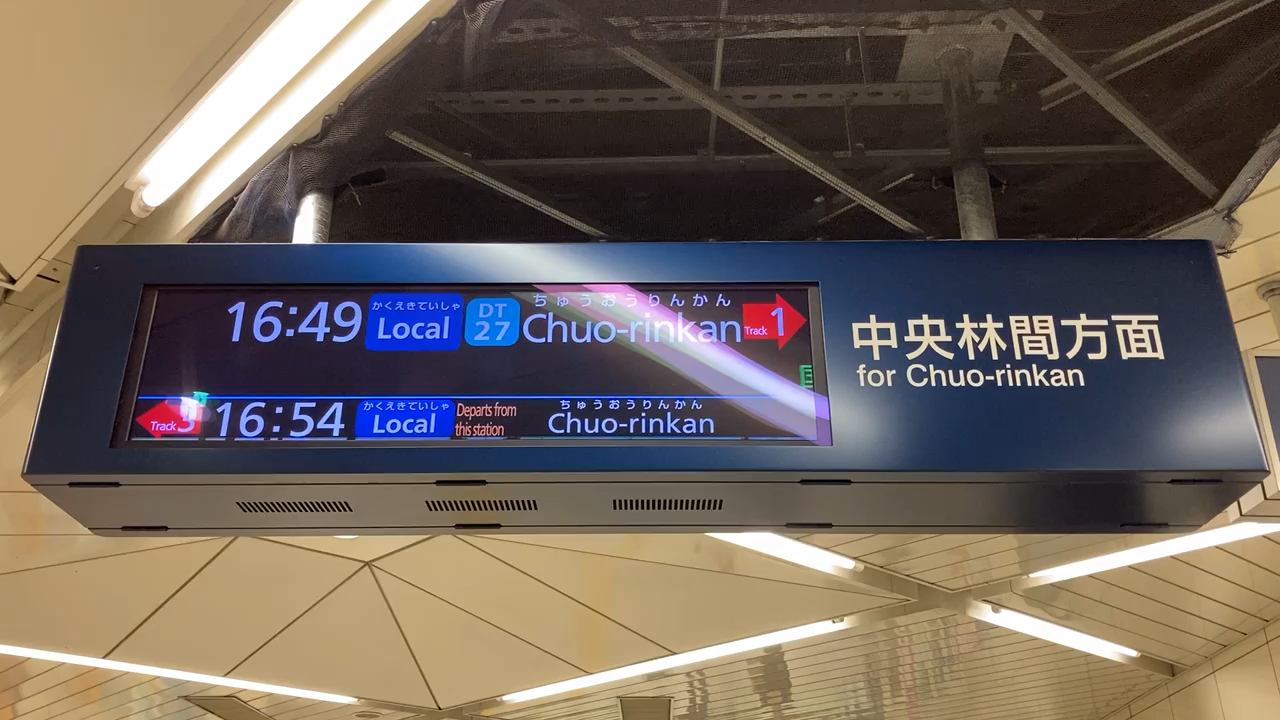 かくえきていしゃ
ちゅうおうりんかん
16:49 Local DT 27 Chuo-rinkan Track 1
かくえきていしゃ
ちゅうおうりんかん
Track 3 16:54 Local Departs from this station Chuo-rinkan
中央林間方面
for Chuo-rinkan